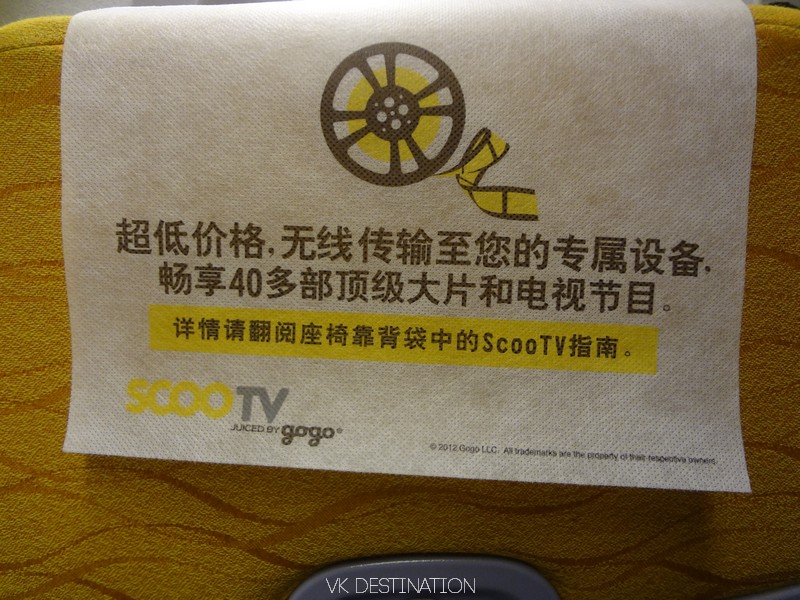 超低价格,无线传输至您的专属设备,
畅享40多部顶级大片和电视节目。
详情请翻阅座椅靠背袋中的ScooTV指南。
SCOOTV
JUICED BY gogo®
© 2012 Gogo LLC. All trademarks are the property of their respective owners.
VK DESTINATION